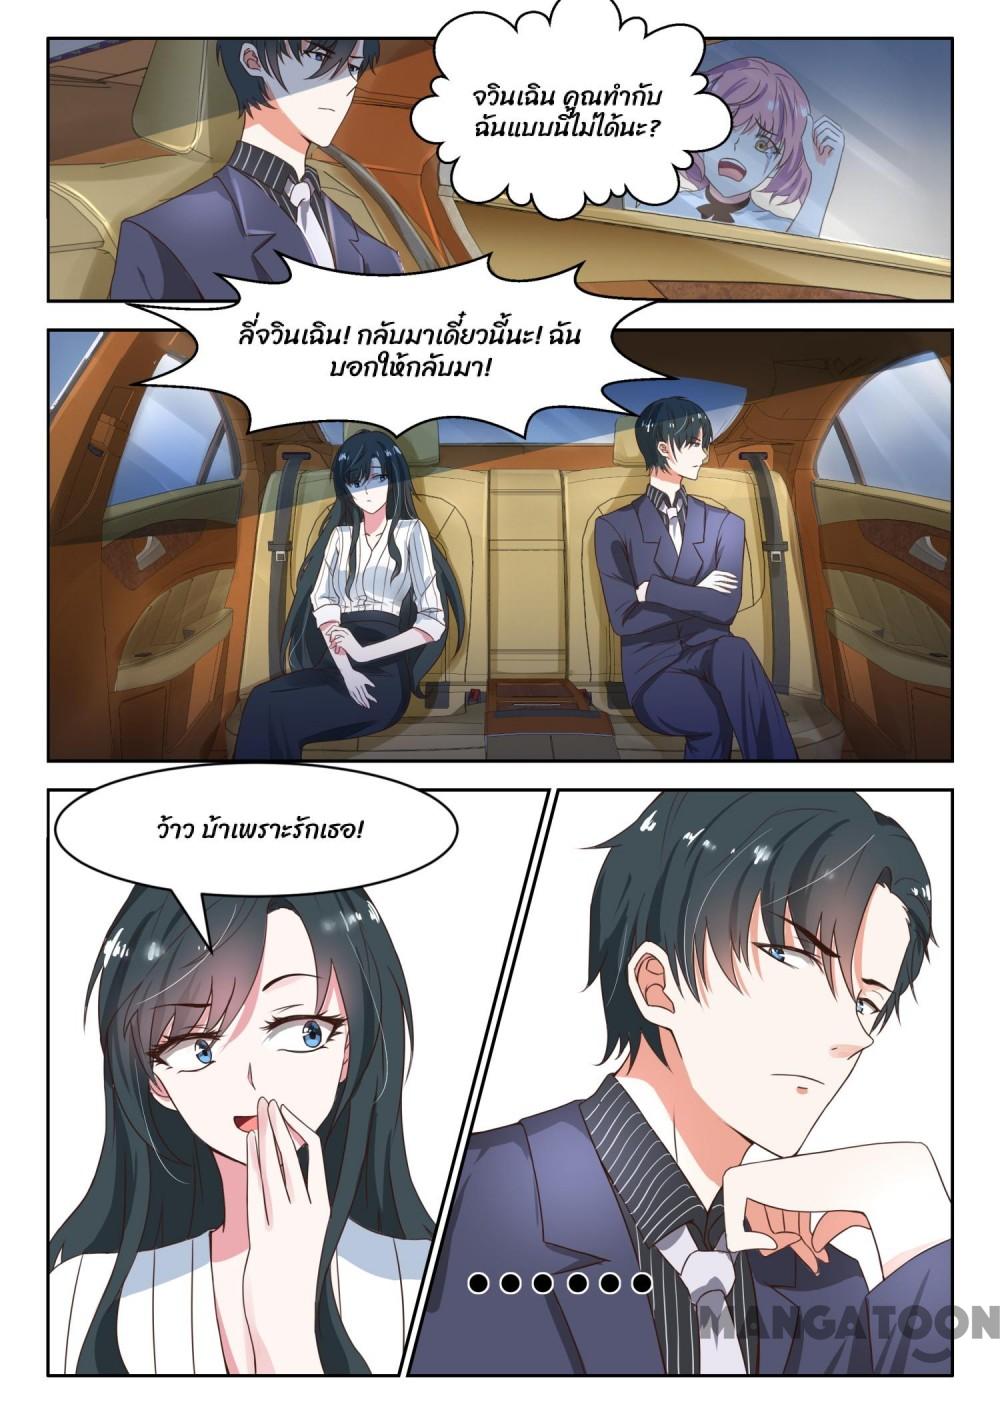 จวินเฉิน คุณทำกับ
ฉันแบบนี้ไม่ได้นะ?
ลี่จวินเฉิน! กลับมาเดี๋ยวนี้นะ! ฉัน
บอกให้กลับมา!
ว้าว บ้าเพราะรักเธอ!
......
MANGATOON